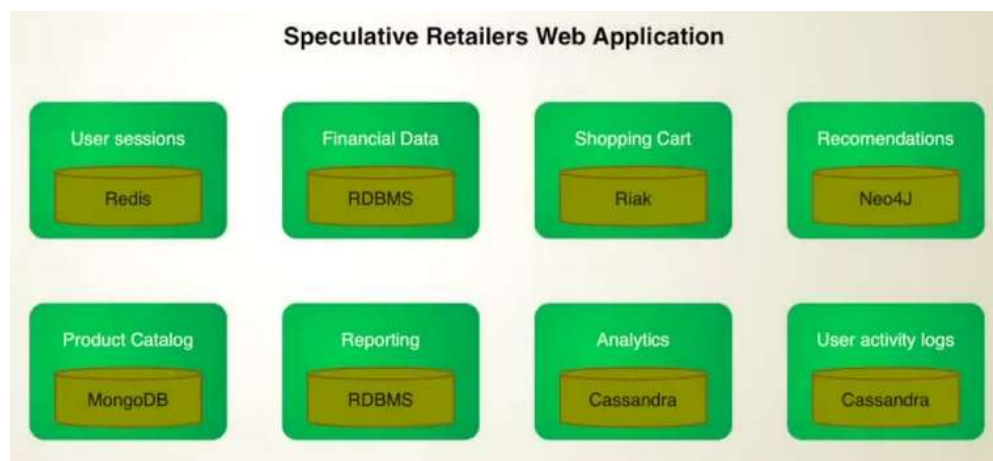 Speculative Retailers Web Application
User sessions
Redis
Financial Data
RDBMS
Shopping Cart
Riak
Recomendations
Neo4J
Product Catalog
MongoDB
Reporting
RDBMS
Analytics
Cassandra
User activity logs
Cassandra